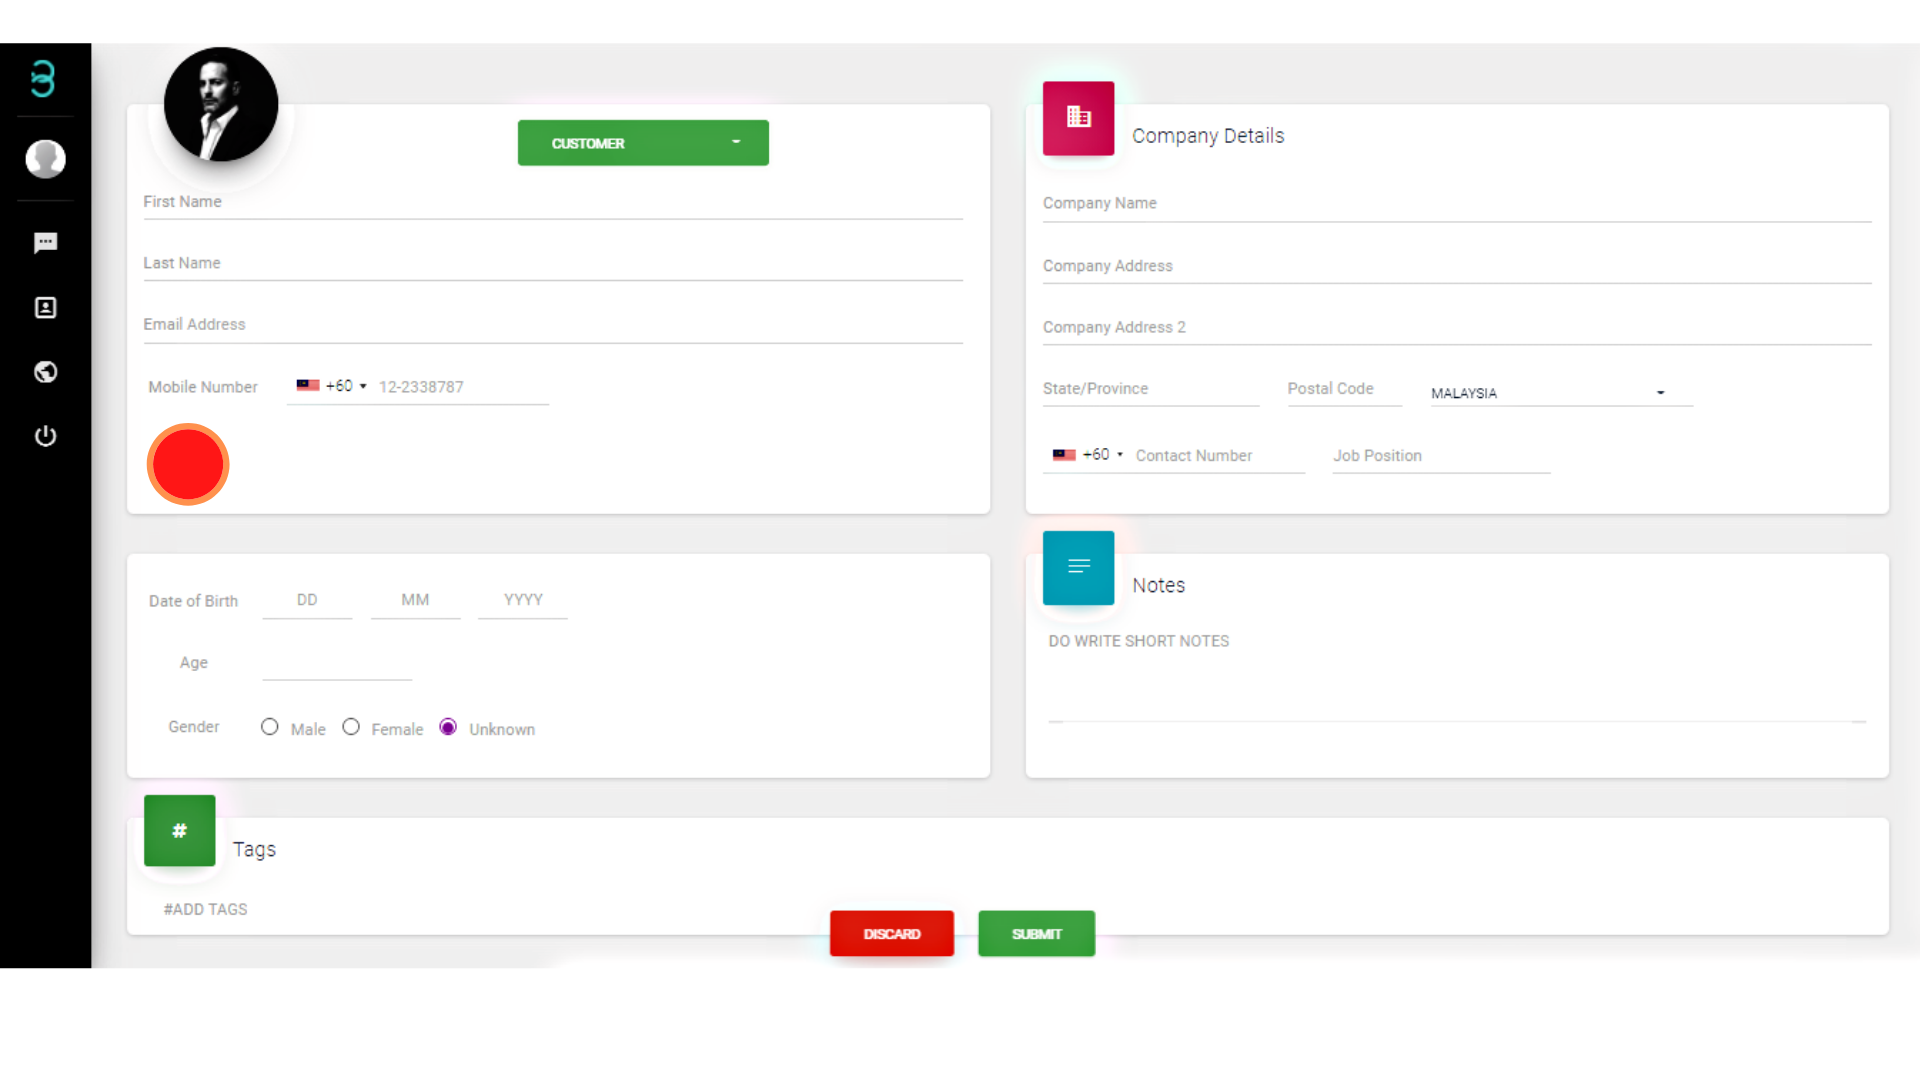 CUSTOMER
First Name
Last Name
Email Address
Mobile Number +60 12-2338787
Company Details
Company Name
Company Address
Company Address 2
State/Province Postal Code MALAYSIA
+60 Contact Number Job Position
Date of Birth DD MM YYYY
Age
Gender Male Female Unknown
Notes
DO WRITE SHORT NOTES
#
Tags
#ADD TAGS
DISCARD SUBMIT